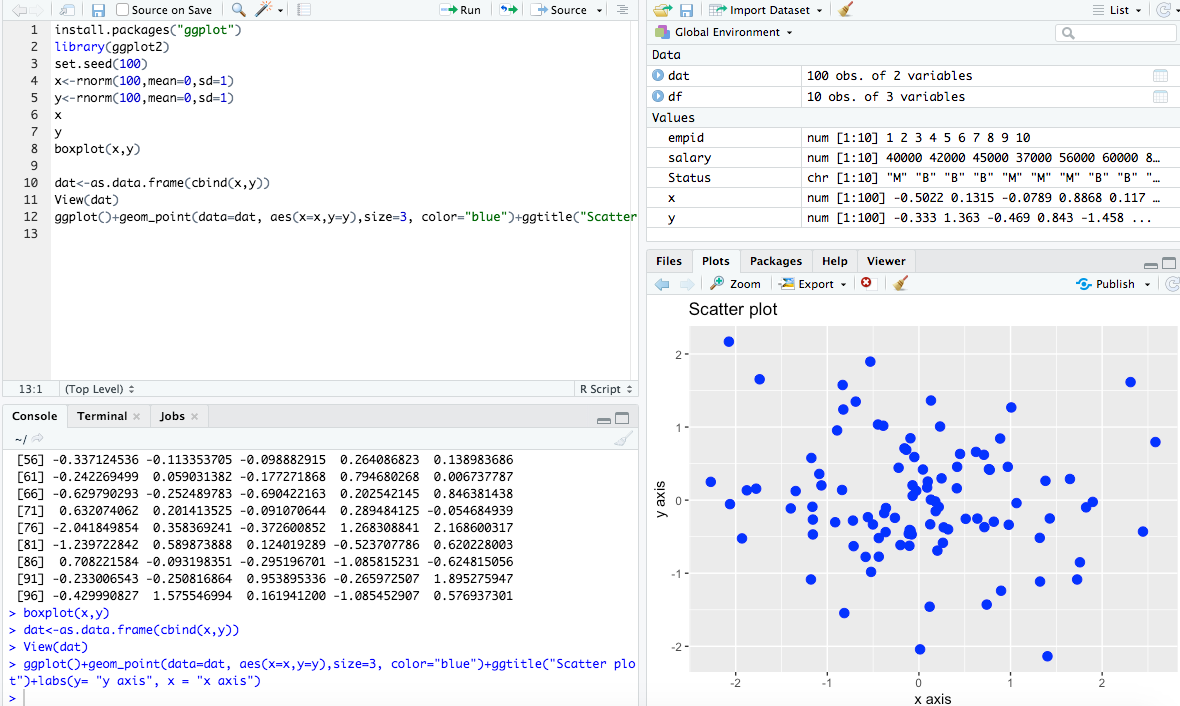 Source on Save
Run
Source
1 install.packages("ggplot")
2 library(ggplot2)
3 set.seed(100)
4 x<-rnorm(100,mean=0,sd=1)
5 y<-rnorm(100,mean=0,sd=1)
6 x
7 y
8 boxplot(x,y)
9
10 dat<-as.data.frame(cbind(x,y))
11 View(dat)
12 ggplot()+geom_point(data=dat, aes(x=x,y=y),size=3, color="blue")+ggtitle("Scatter
13
13:1 (Top Level) R Script
Console Terminal Jobs
~/
[56] -0.337124536 -0.113353705 -0.098882915 0.264086823 0.138983686
[61] -0.242269499 0.059031382 -0.177271868 0.794680268 0.006737787
[66] -0.629790293 -0.252489783 -0.690422163 0.202542145 0.846381438
[71] 0.632074062 0.201413525 -0.091070644 0.289484125 -0.054684939
[76] -2.041849854 0.358369241 -0.372600852 1.268308841 2.168600317
[81] -1.239722842 0.589873888 0.124019289 -0.523707786 0.620228003
[86] 0.708221584 -0.093198351 -0.295196701 -1.085815231 -0.624815056
[91] -0.233006543 -0.250816864 0.953895336 -0.265972507 1.895275947
[96] -0.429990827 1.575546994 0.161941200 -1.085452907 0.576937301
> boxplot(x,y)
> dat<-as.data.frame(cbind(x,y))
> View(dat)
> ggplot()+geom_point(data=dat, aes(x=x,y=y),size=3, color="blue")+ggtitle("Scatter plo
t")+labs(y= "y axis", x = "x axis")
>
Import Dataset List
Global Environment
Data
dat 100 obs. of 2 variables
df 10 obs. of 3 variables
Values
empid num [1:10] 1 2 3 4 5 6 7 8 9 10
salary num [1:10] 40000 42000 45000 37000 56000 60000 8…
Status chr [1:10] "M" "B" "B" "B" "M" "M" "M" "B" "B" "…
x num [1:100] -0.5022 0.1315 -0.0789 0.8868 0.117 …
y num [1:100] -0.333 1.363 -0.469 0.843 -1.458 ...
Files Plots Packages Help Viewer
Zoom Export Publish
Scatter plot
2
1
0
-1
-2
y axis
-2 -1 0 1 2
x axis